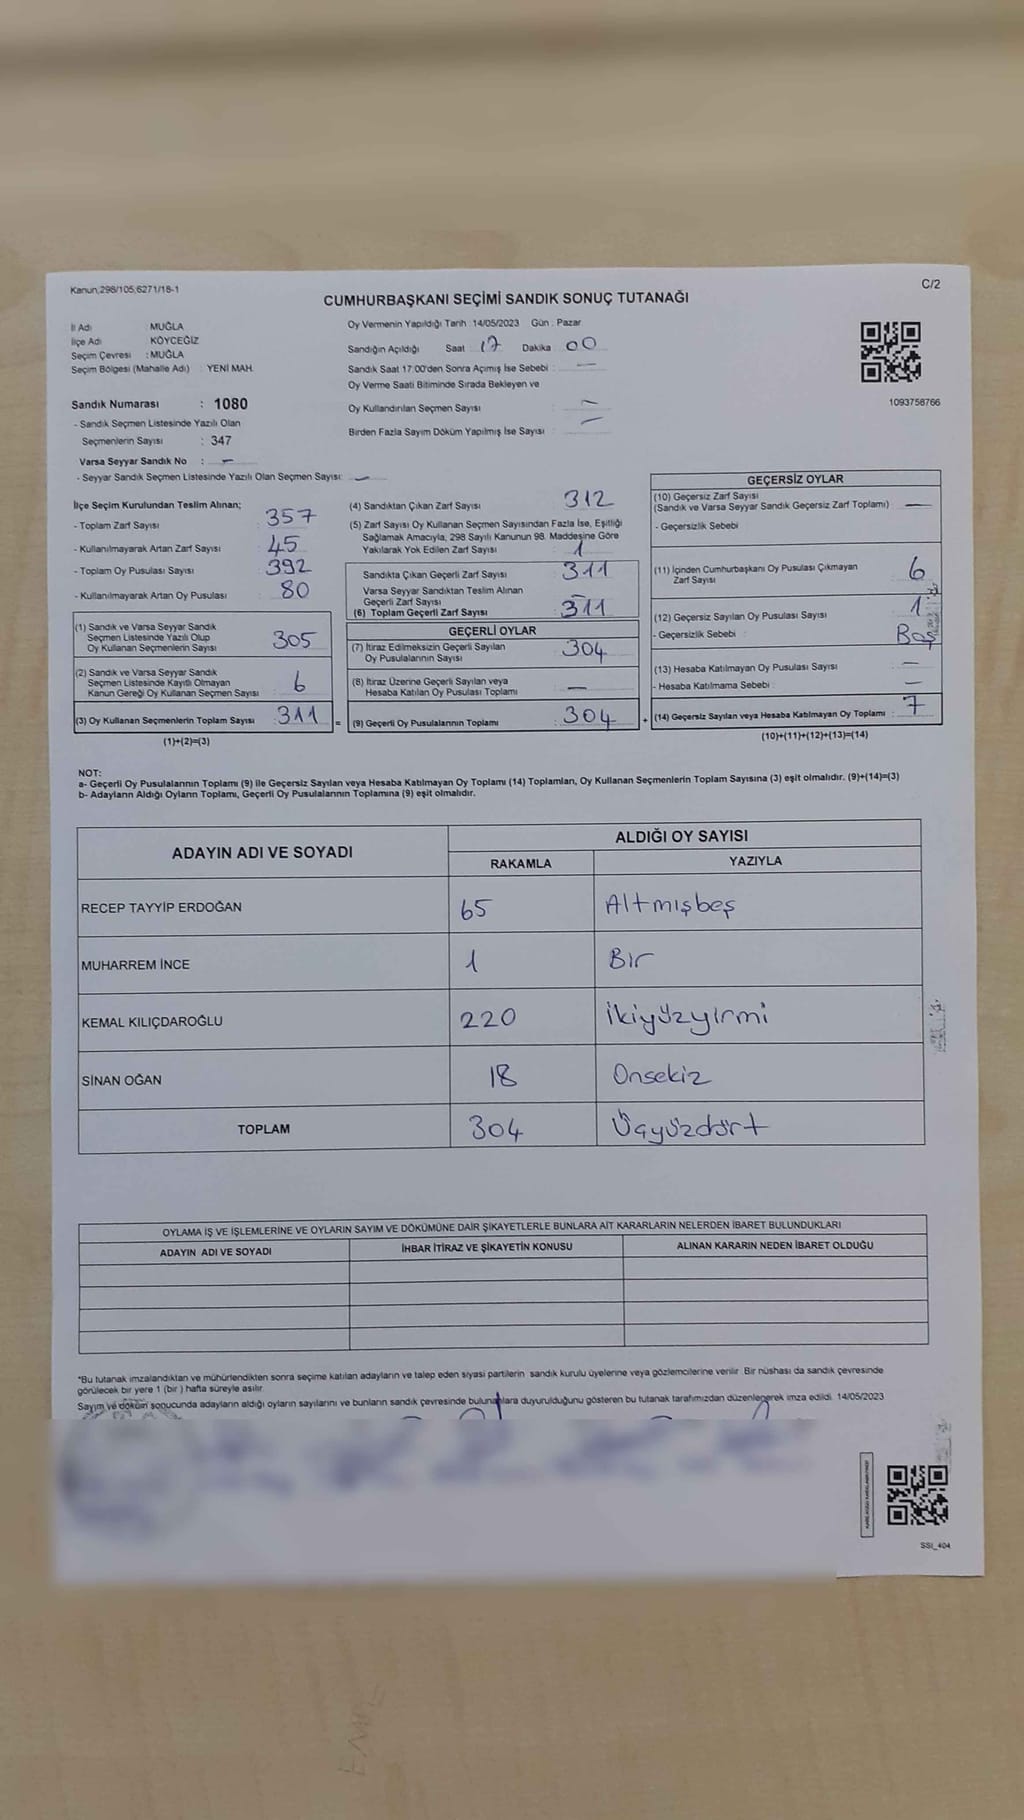 Kanun,298/105,6271/18-1
C/2
CUMHURBAŞKANI SEÇİMİ SANDIK SONUÇ TUTANAĞI
İl Adı : MUĞLA
İlçe Adı : KÖYCEĞİZ
Seçim Çevresi : MUĞLA
Seçim Bölgesi (Mahalle Adı) : YENİ MAH.
Sandık Numarası : 1080
- Sandık Seçmen Listesinde Yazılı Olan
Seçmenlerin Sayısı : 347
Varsa Seyyar Sandık No : -
- Seyyar Sandık Seçmen Listesinde Yazılı Olan Seçmen Sayısı: -
Oy Vermenin Yapıldığı Tarih : 14/05/2023 Gün : Pazar
Sandığın Açıldığı Saat 17 Dakika 00
Sandık Saat 17:00'den Sonra Açımış İse Sebebi : -
Oy Verme Saati Bitiminde Sırada Bekleyen ve
Oy Kullandırılan Seçmen Sayısı : -
Birden Fazla Sayım Döküm Yapılmış İse Sayısı : -
1093758766
İlçe Seçim Kurulundan Teslim Alınan;
- Toplam Zarf Sayısı : 357
- Kullanılmayarak Artan Zarf Sayısı : 45
- Toplam Oy Pusulası Sayısı : 392
- Kullanılmayarak Artan Oy Pusulası : 80
(1) Sandık ve Varsa Seyyar Sandık
Seçmen Listesinde Yazılı Olup
Oy Kullanan Seçmenlerin Sayısı : 305
(2) Sandık ve Varsa Seyyar Sandık
Seçmen Listesinde Kayıtlı Olmayan
Kanun Gereği Oy Kullanan Seçmen Sayısı : 6
(3) Oy Kullanan Seçmenlerin Toplam Sayısı : 311 =
(1)+(2)=(3)
(4) Sandıktan Çıkan Zarf Sayısı : 312
(5) Zarf Sayısı Oy Kullanan Seçmen Sayısından Fazla İse, Eşitliği
Sağlamak Amacıyla, 298 Sayılı Kanunun 98. Maddesine Göre
Yakılarak Yok Edilen Zarf Sayısı : 1
Sandıkta Çıkan Geçerli Zarf Sayısı : 311
Varsa Seyyar Sandıktan Teslim Alınan
Geçerli Zarf Sayısı : -
(6) Toplam Geçerli Zarf Sayısı : 311
GEÇERLİ OYLAR
(7) İtiraz Edilmeksizin Geçerli Sayılan
Oy Pusulalarının Sayısı : 304
(8) İtiraz Üzerine Geçerli Sayılan veya
Hesaba Katılan Oy Pusulası Toplamı : -
(9) Geçerli Oy Pusulalarının Toplamı : 304 +
GEÇERSİZ OYLAR
(10) Geçersiz Zarf Sayısı
(Sandık ve Varsa Seyyar Sandık Geçersiz Zarf Toplamı) : -
- Geçersizlik Sebebi
(11) İçinden Cumhurbaşkanı Oy Pusulası Çıkmayan
Zarf Sayısı : 6
(12) Geçersiz Sayılan Oy Pusulası Sayısı : 1
- Geçersizlik Sebebi : Boş
(13) Hesaba Katılmayan Oy Pusulası Sayısı : -
- Hesaba Katılmama Sebebi : -
(14) Geçersiz Sayılan veya Hesaba Katılmayan Oy Toplamı : 7
(10)+(11)+(12)+(13)=(14)
NOT:
a- Geçerli Oy Pusulalarının Toplamı (9) ile Geçersiz Sayılan veya Hesaba Katılmayan Oy Toplamı (14) Toplamları, Oy Kullanan Seçmenlerin Toplam Sayısına (3) eşit olmalıdır. (9)+(14)=(3)
b- Adayların Aldığı Oyların Toplamı, Geçerli Oy Pusulalarının Toplamına (9) eşit olmalıdır.
ADAYIN ADI VE SOYADI
ALDIĞI OY SAYISI
RAKAMLA YAZIYLA
RECEP TAYYİP ERDOĞAN 65 Altmışbeş
MUHARREM İNCE 1 Bir
KEMAL KILIÇDAROĞLU 220 İkiyüzyirmi
SİNAN OĞAN 18 Onsekiz
TOPLAM 304 Üçyüzdört
OYLAMA İŞ VE İŞLEMLERİNE VE OYLARIN SAYIM VE DÖKÜMÜNE DAİR ŞİKAYETLERLE BUNLARA AİT KARARLARIN NELERDEN İBARET BULUNDUKLARI
ADAYIN ADI VE SOYADI İHBAR İTİRAZ VE ŞİKAYETİN KONUSU ALINAN KARARIN NEDEN İBARET OLDUĞU
*Bu tutanak imzalandıktan ve mühürlendikten sonra seçime katılan adayların ve talep eden siyasi partilerin sandık kurulu üyelerine veya gözlemcilerine verilir. Bir nüshası da sandık çevresinde
görülecek bir yere 1 (bir) hafta süreyle asılır.
Sayım ve döküm sonucunda adayların aldığı oyların sayılarını ve bunların sandık çevresinde bulunanlara duyurulduğunu gösteren bu tutanak tarafımızdan düzenlenerek imza edildi. 14/05/2023
SSI_404